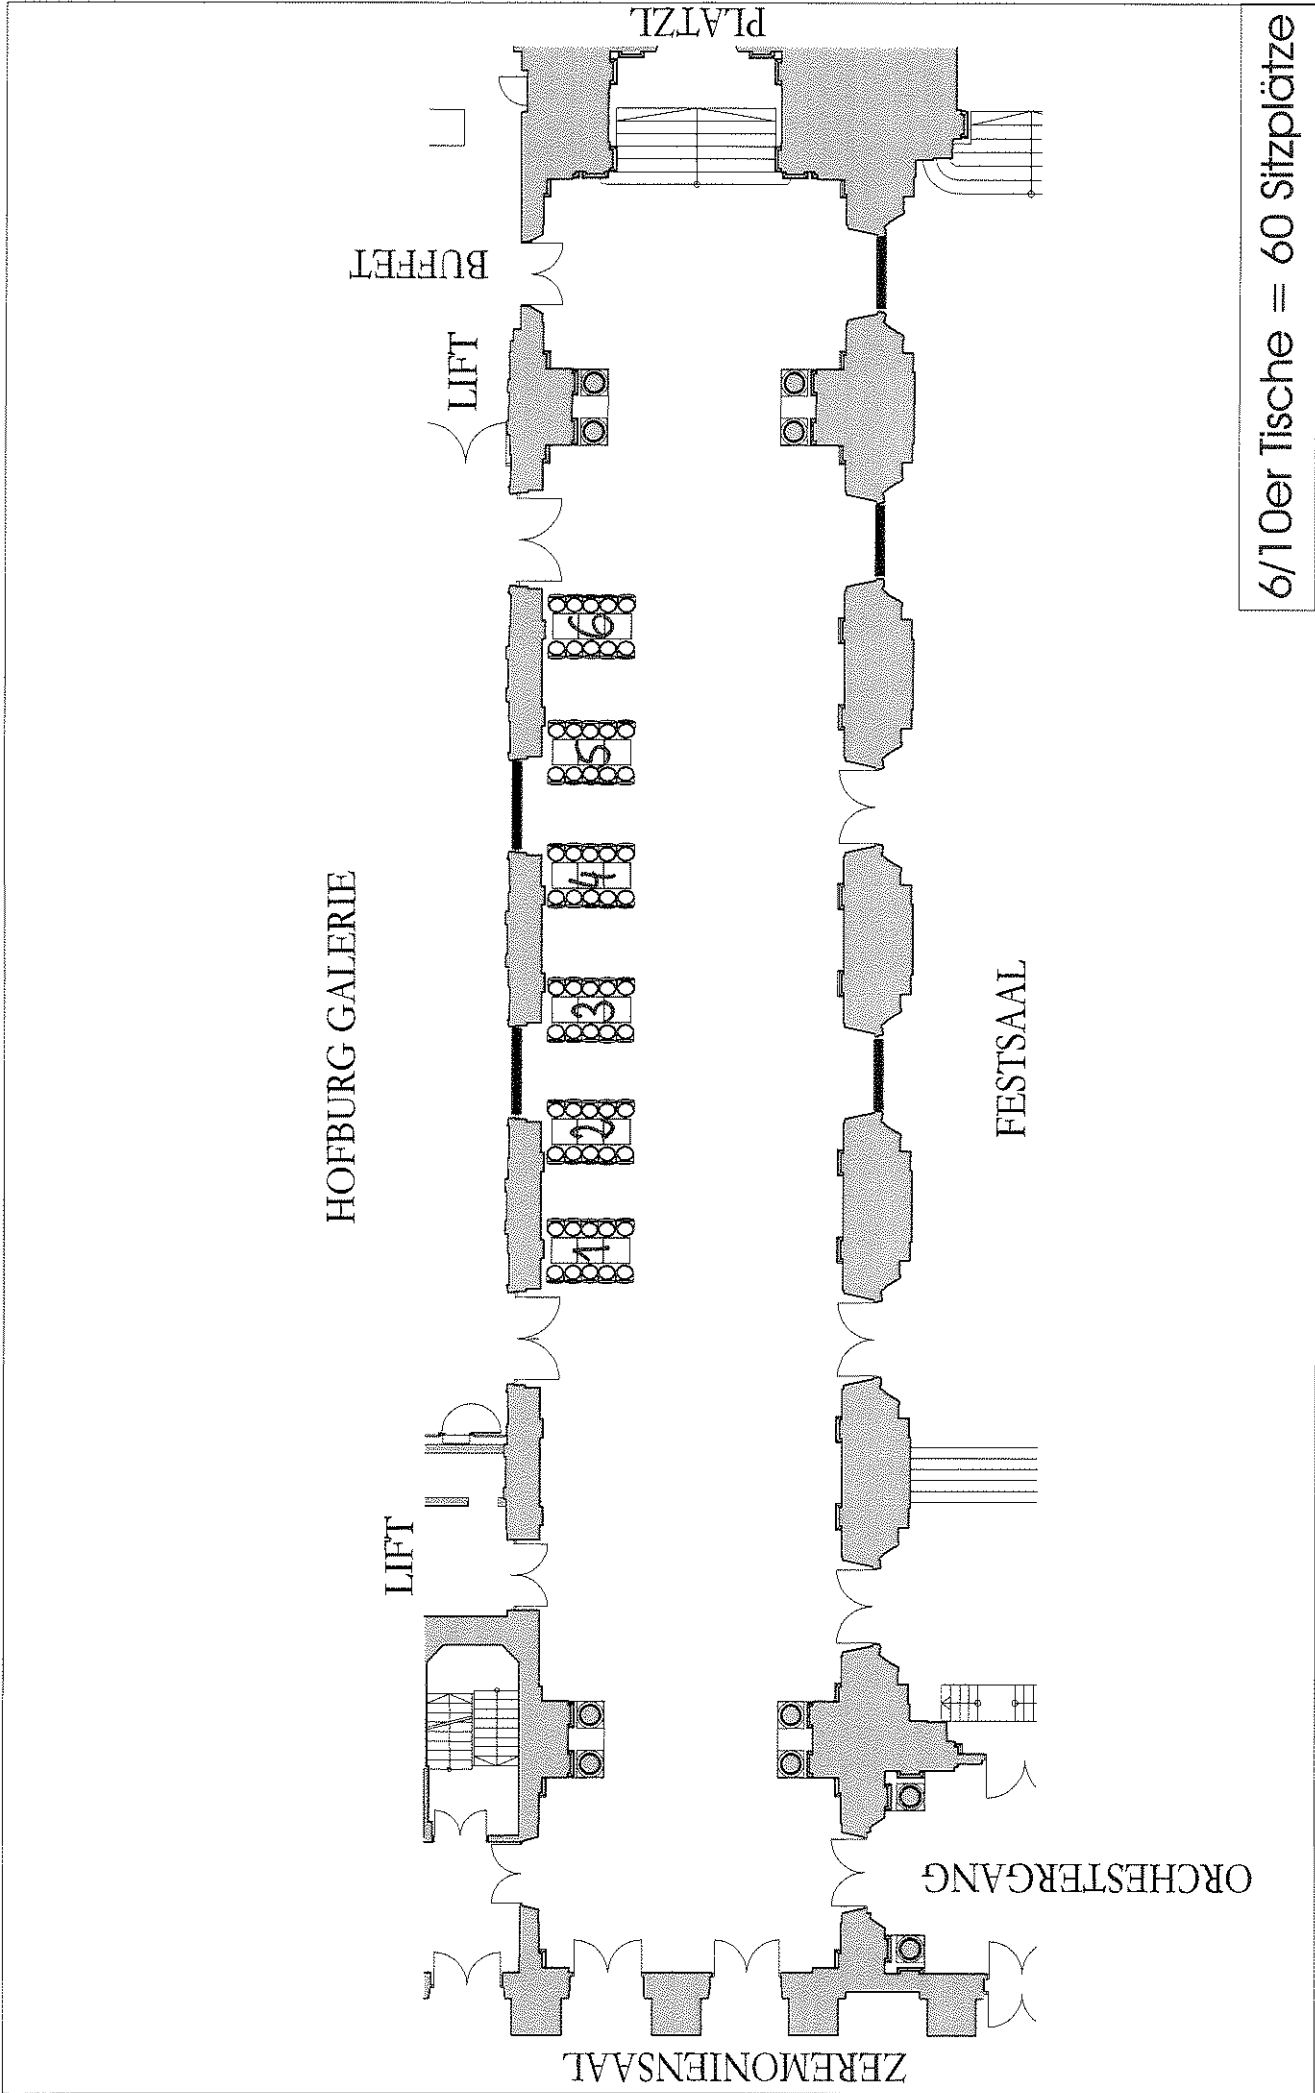 PLATZL
BUFFET
LIFT
HOFBURG GALERIE
6
5
4
3
2
1
FESTSAAL
LIFT
ORCHESTERGANG
ZEREMONIENSAAL
6/10er Tische = 60 Sitzplätze